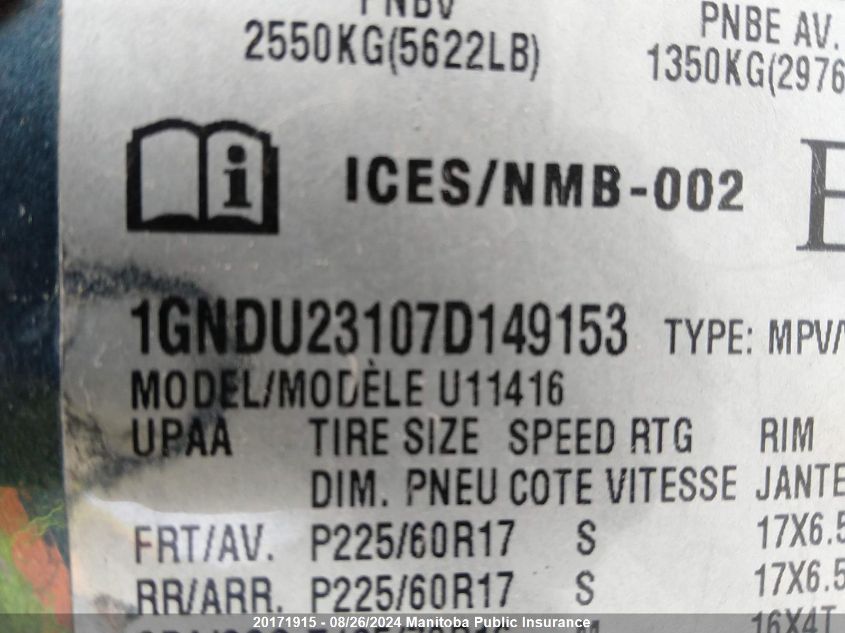 PNBV PNBE AV.
2550KG(5622LB) 1350KG(2976
ICES/NMB-002
1GNDU23107D149153 TYPE: MPV/
MODEL/MODÈLE U11416
UPAA TIRE SIZE SPEED RTG RIM
DIM. PNEU COTE VITESSE JANTE
FRT/AV. P225/60R17 S 17X6.5
RR/ARR. P225/60R17 S 17X6.5
16X4T
20171915 - 08/26/2024 Manitoba Public Insurance